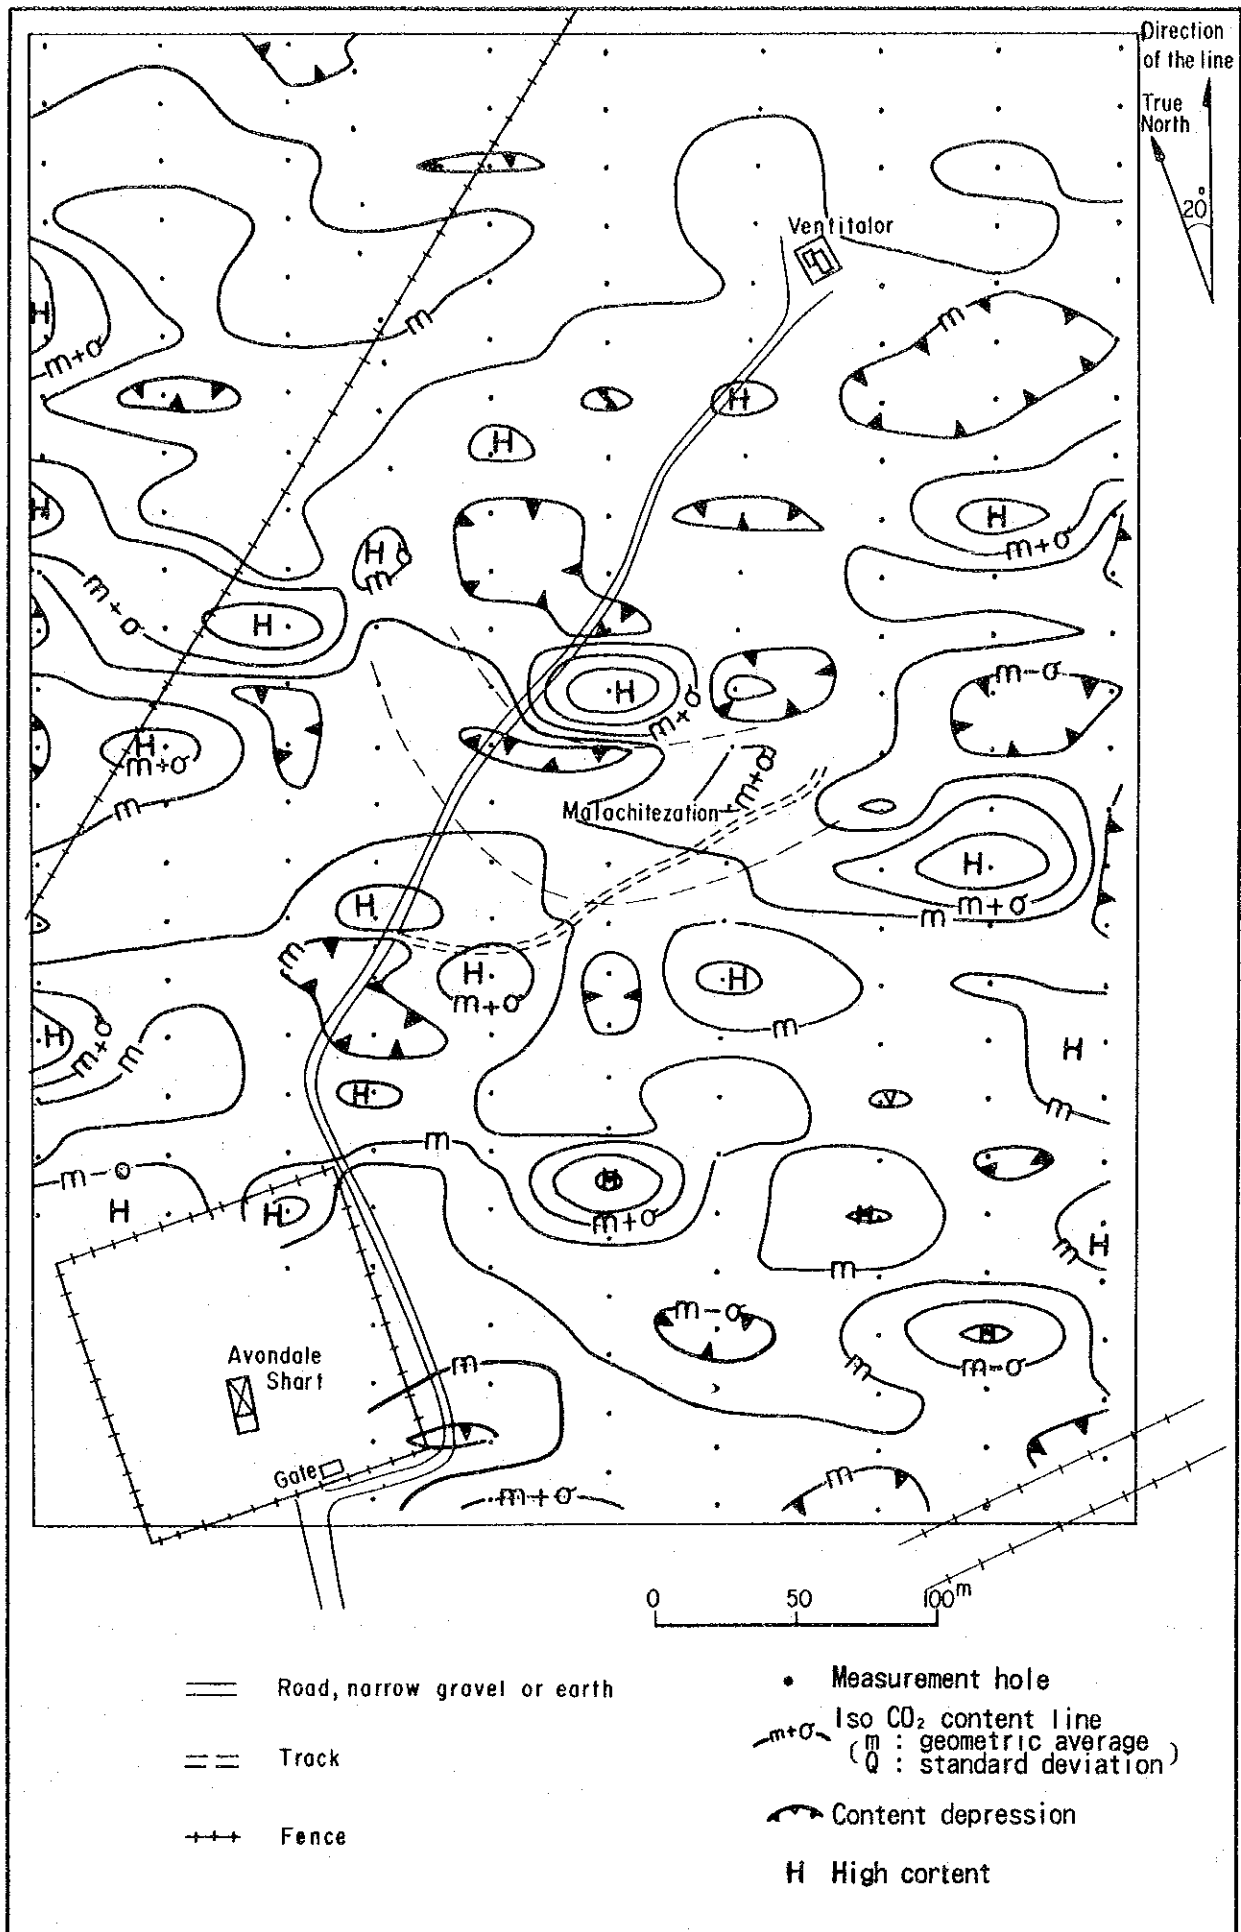 Direction
of the line
True
North
20°
Ventitalor
m
m
H
m+σ
H
H
H
H
m+σ
H
m
m+σ
H
H
m-σ
H
m+σ
H
m+σ
m
m+σ
Malachitezation
H
H
m
m+σ
m
H
m+σ
H
m
H
m+σ
m
H
m
H
m
m-σ
H
H
H
m+σ
H
m
m
H
m-σ
H
m-σ
m
m
Avondale
Shart
Gate
m+σ
m
0 50 100m
Road, narrow gravel or earth
Track
Fence
• Measurement hole
m+σ Iso CO₂ content line
( m : geometric average
Q : standard deviation )
Content depression
H High cortent